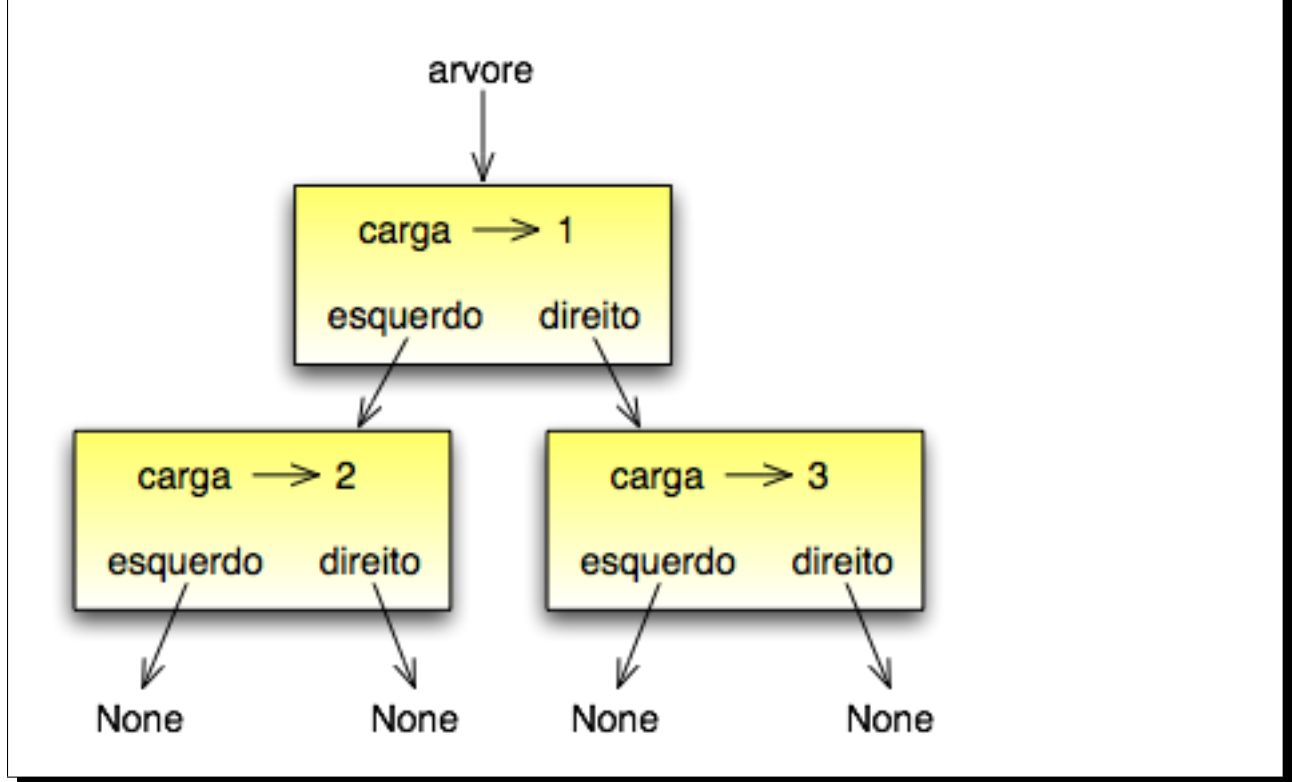 arvore
carga 1
esquerdo direito
carga 2
esquerdo direito
carga 3
esquerdo direito
None None None None